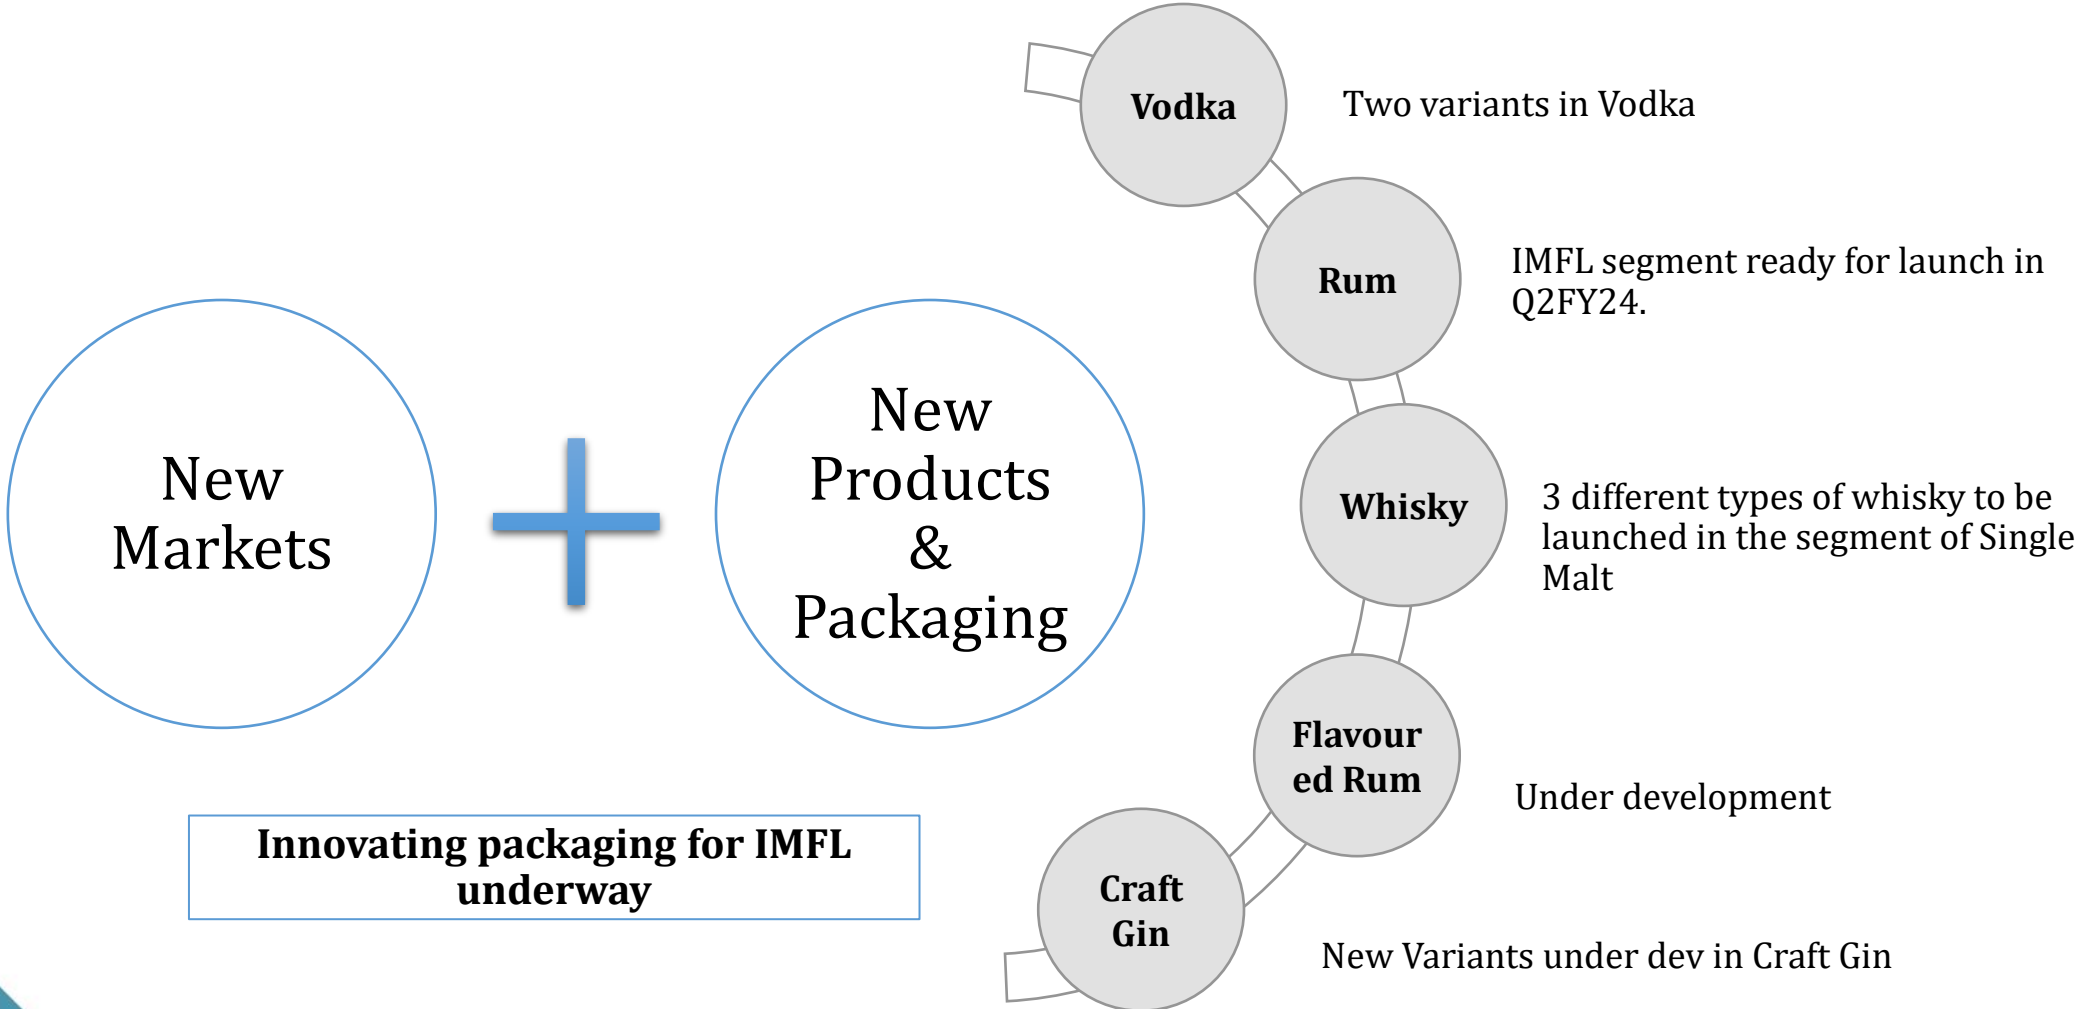 New
Markets
New
Products
&
Packaging
Innovating packaging for IMFL
underway
Vodka
Two variants in Vodka
Rum
IMFL segment ready for launch in
Q2FY24.
Whisky
3 different types of whisky to be
launched in the segment of Single
Malt
Flavour
ed Rum
Under development
Craft
Gin
New Variants under dev in Craft Gin